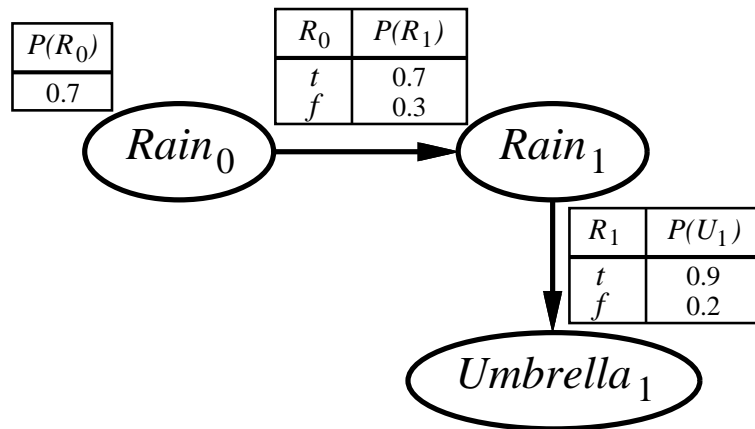 P(R0)
0.7
R0 P(R1)
t 0.7
f 0.3
Rain0
Rain1
R1 P(U1)
t 0.9
f 0.2
Umbrella1